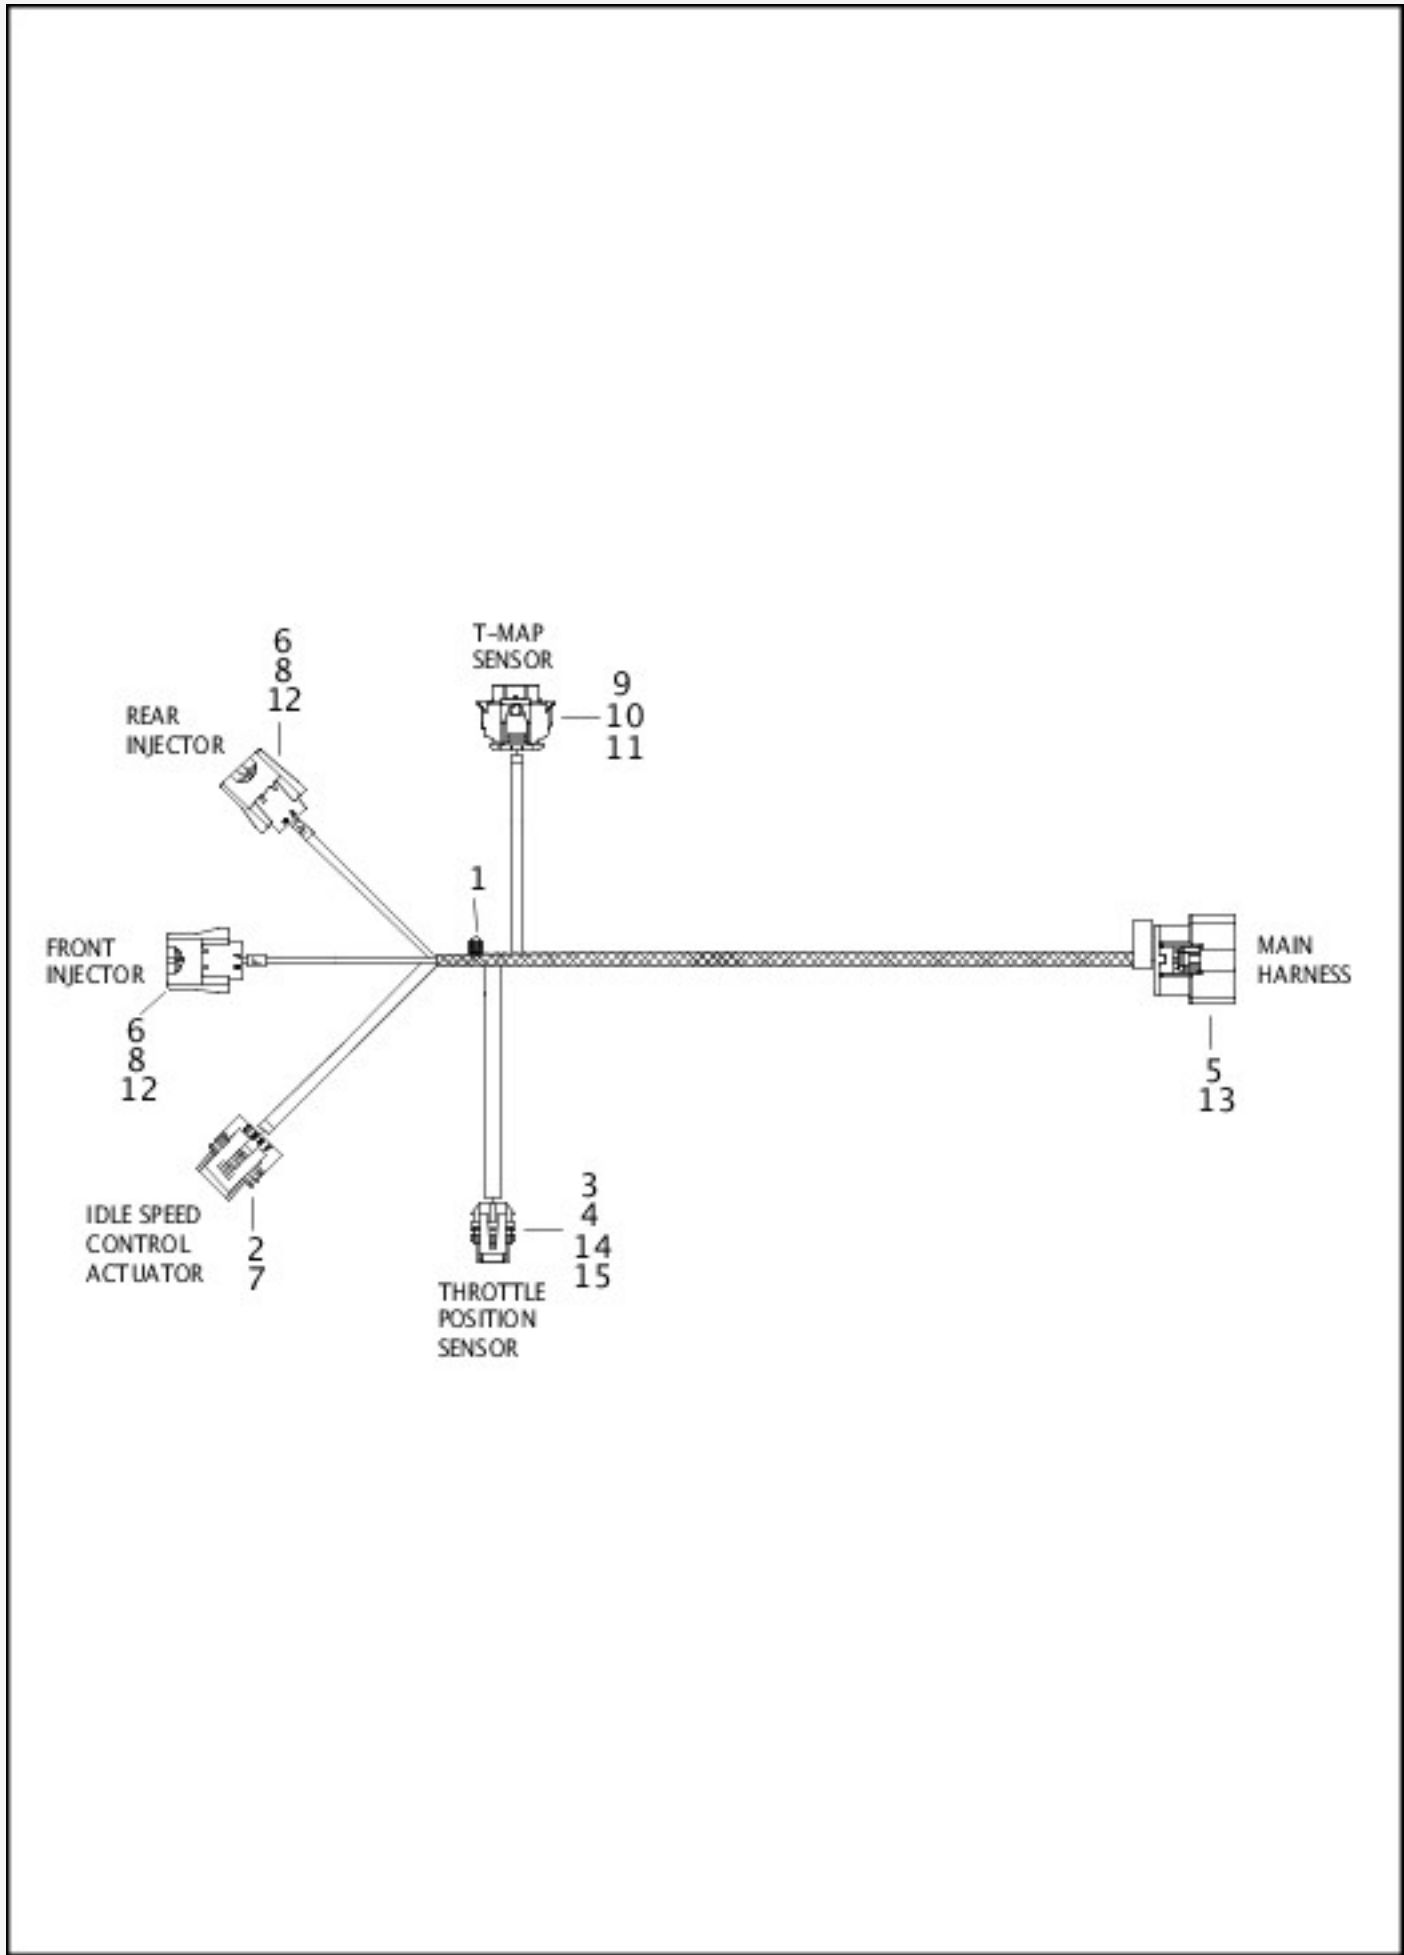 6
8
12
REAR
INJECTOR
T-MAP
SENSOR
9
10
11
1
FRONT
INJECTOR
6
8
12
MAIN
HARNESS
5
13
IDLE SPEED
CONTROL
ACTUATOR
2
7
3
4
14
15
THROTTLE
POSITION
SENSOR